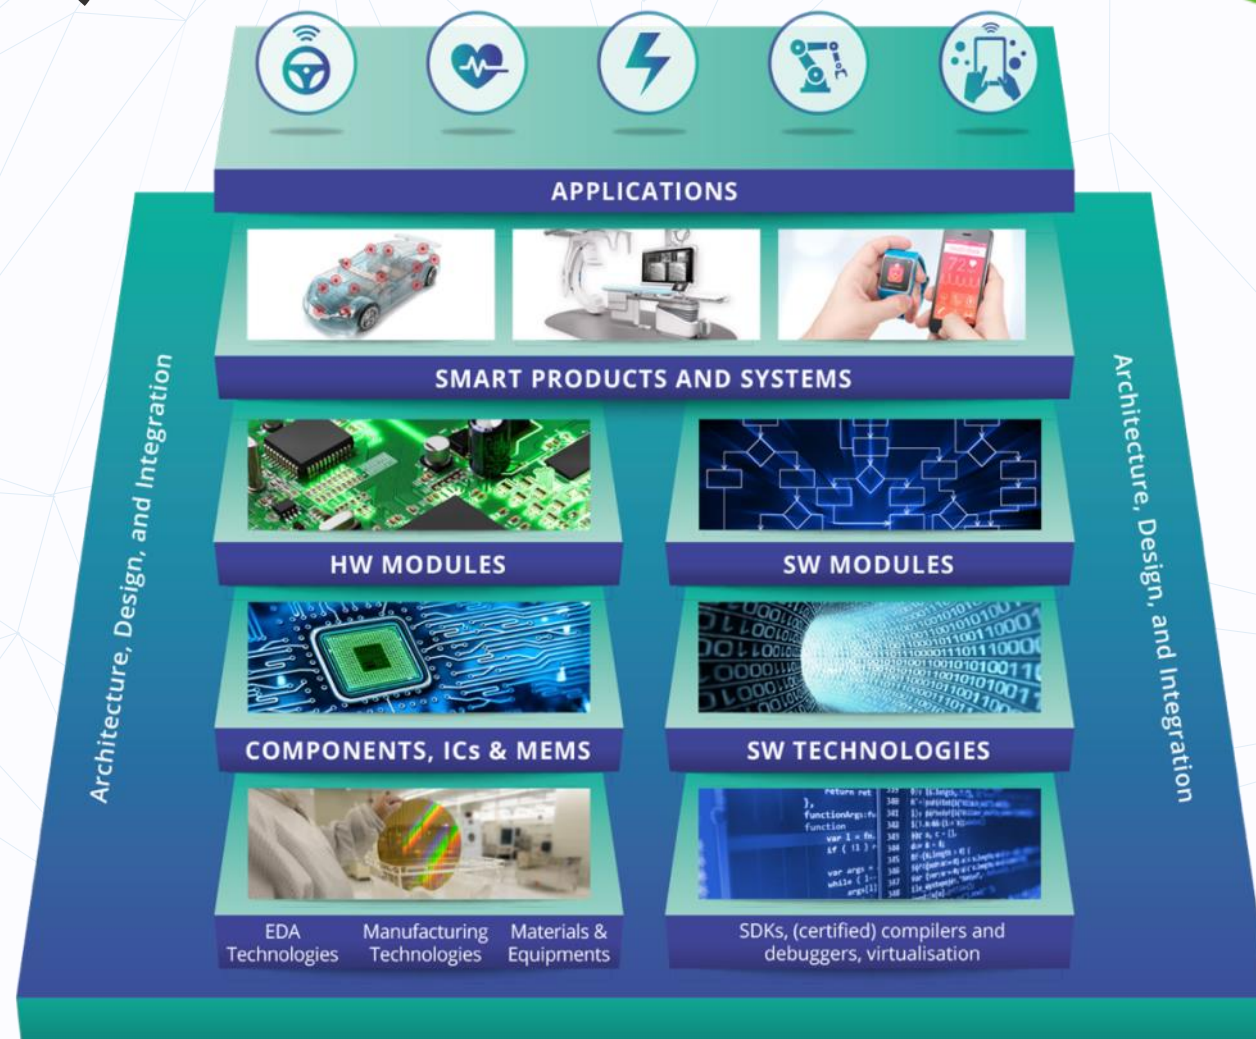 APPLICATIONS
SMART PRODUCTS AND SYSTEMS
HW MODULES
SW MODULES
COMPONENTS, ICs & MEMS
SW TECHNOLOGIES
EDA
Technologies
Manufacturing
Technologies
Materials &
Equipments
SDKs, (certified) compilers and
debuggers, virtualisation
Architecture, Design, and Integration
Architecture, Design, and Integration